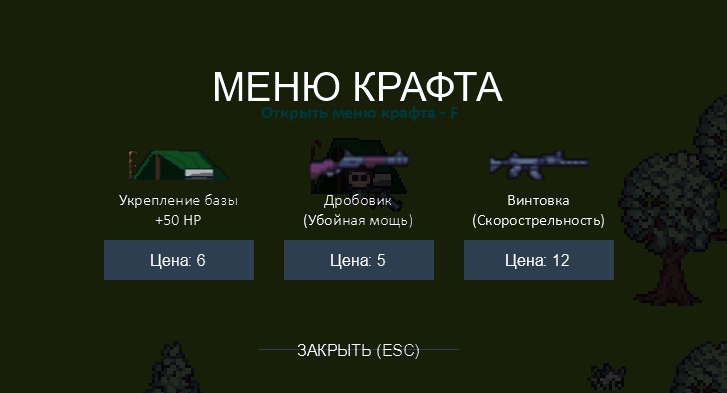 МЕНЮ КРАФТА
Открыть меню крафта - F
Укрепление базы
+50 HP
Дробовик
(Убойная мощь)
Винтовка
(Скорострельность)
Цена: 6
Цена: 5
Цена: 12
ЗАКРЫТЬ (ESC)